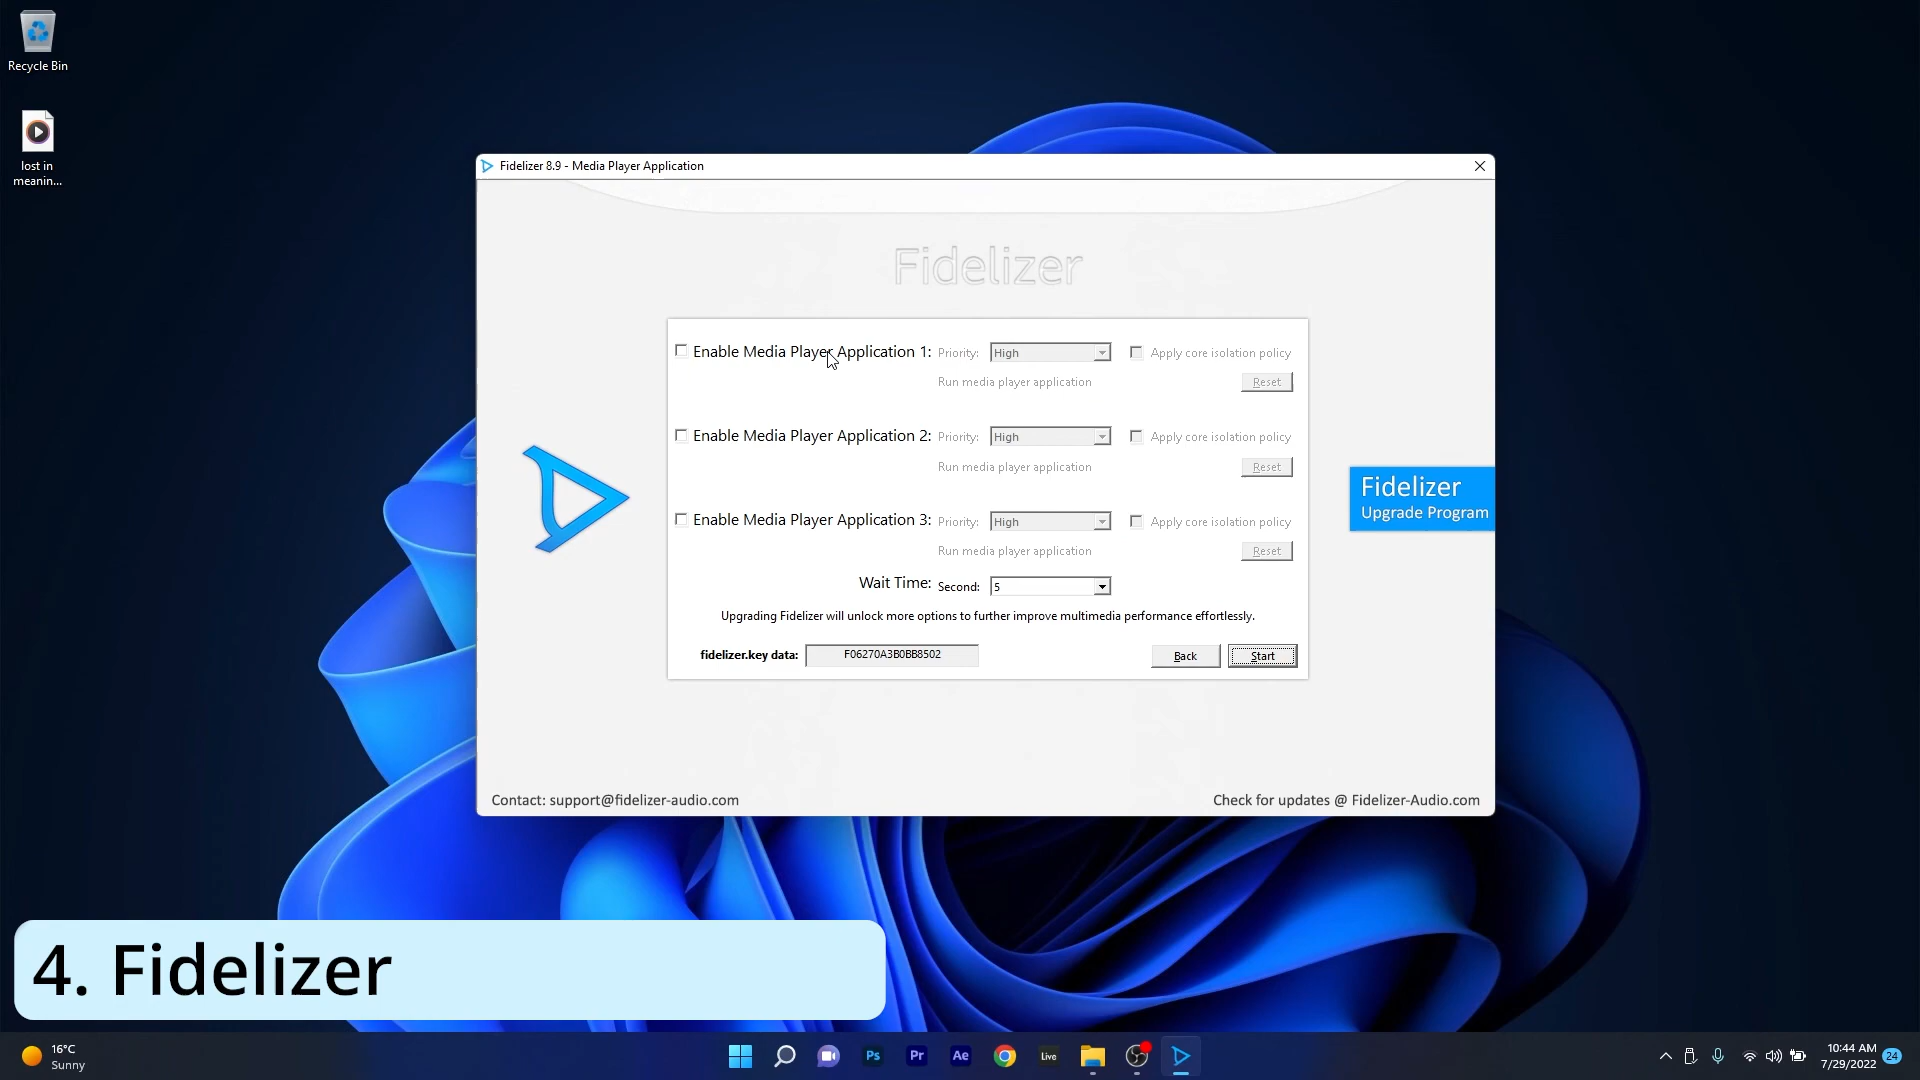 Recycle Bin
lost in
meanin...
Fidelizer 8.9 - Media Player Application
Fidelizer
Enable Media Player Application 1: Priority: High Apply core isolation policy
Run media player application Reset
Enable Media Player Application 2: Priority: High Apply core isolation policy
Run media player application Reset
Enable Media Player Application 3: Priority: High Apply core isolation policy
Run media player application Reset
Wait Time: Second: 5
Upgrading Fidelizer will unlock more options to further improve multimedia performance effortlessly.
fidelizer.key data: F06270A3B0BB8502 Back Start
Fidelizer
Upgrade Program
Contact: support@fidelizer-audio.com Check for updates @ Fidelizer-Audio.com
4. Fidelizer
16°C
Sunny
Ps Pr Ae Live
10:44 AM
7/29/2022 24